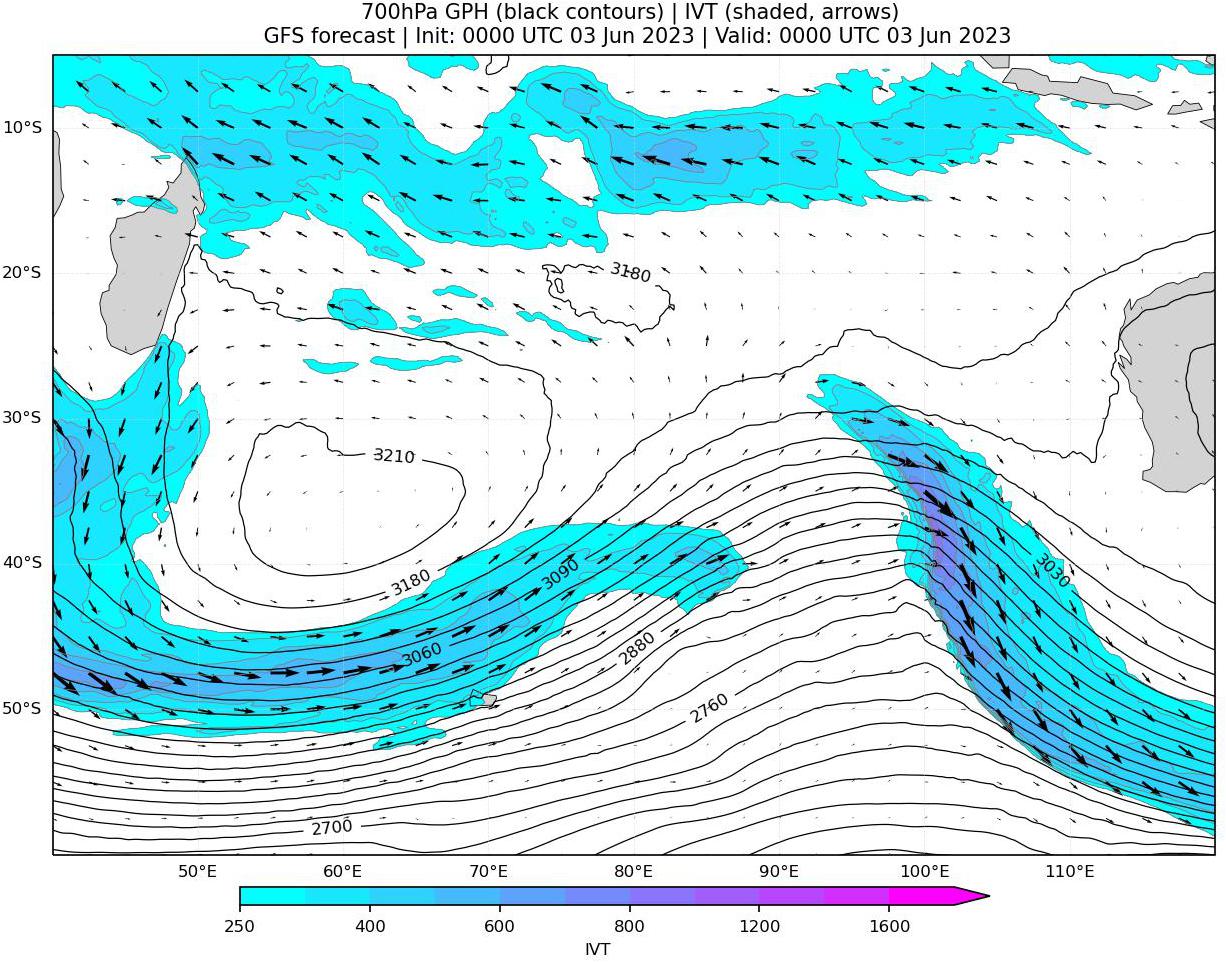 700hPa GPH (black contours) | IVT (shaded, arrows)
GFS forecast | Init: 0000 UTC 03 Jun 2023 | Valid: 0000 UTC 03 Jun 2023
10°S
20°S
3180
30°S
3210
40°S
3180
3090
3030
3060
2880
50°S
2760
2700
50°E 60°E 70°E 80°E 90°E 100°E 110°E
250 400 600 800 1200 1600
IVT